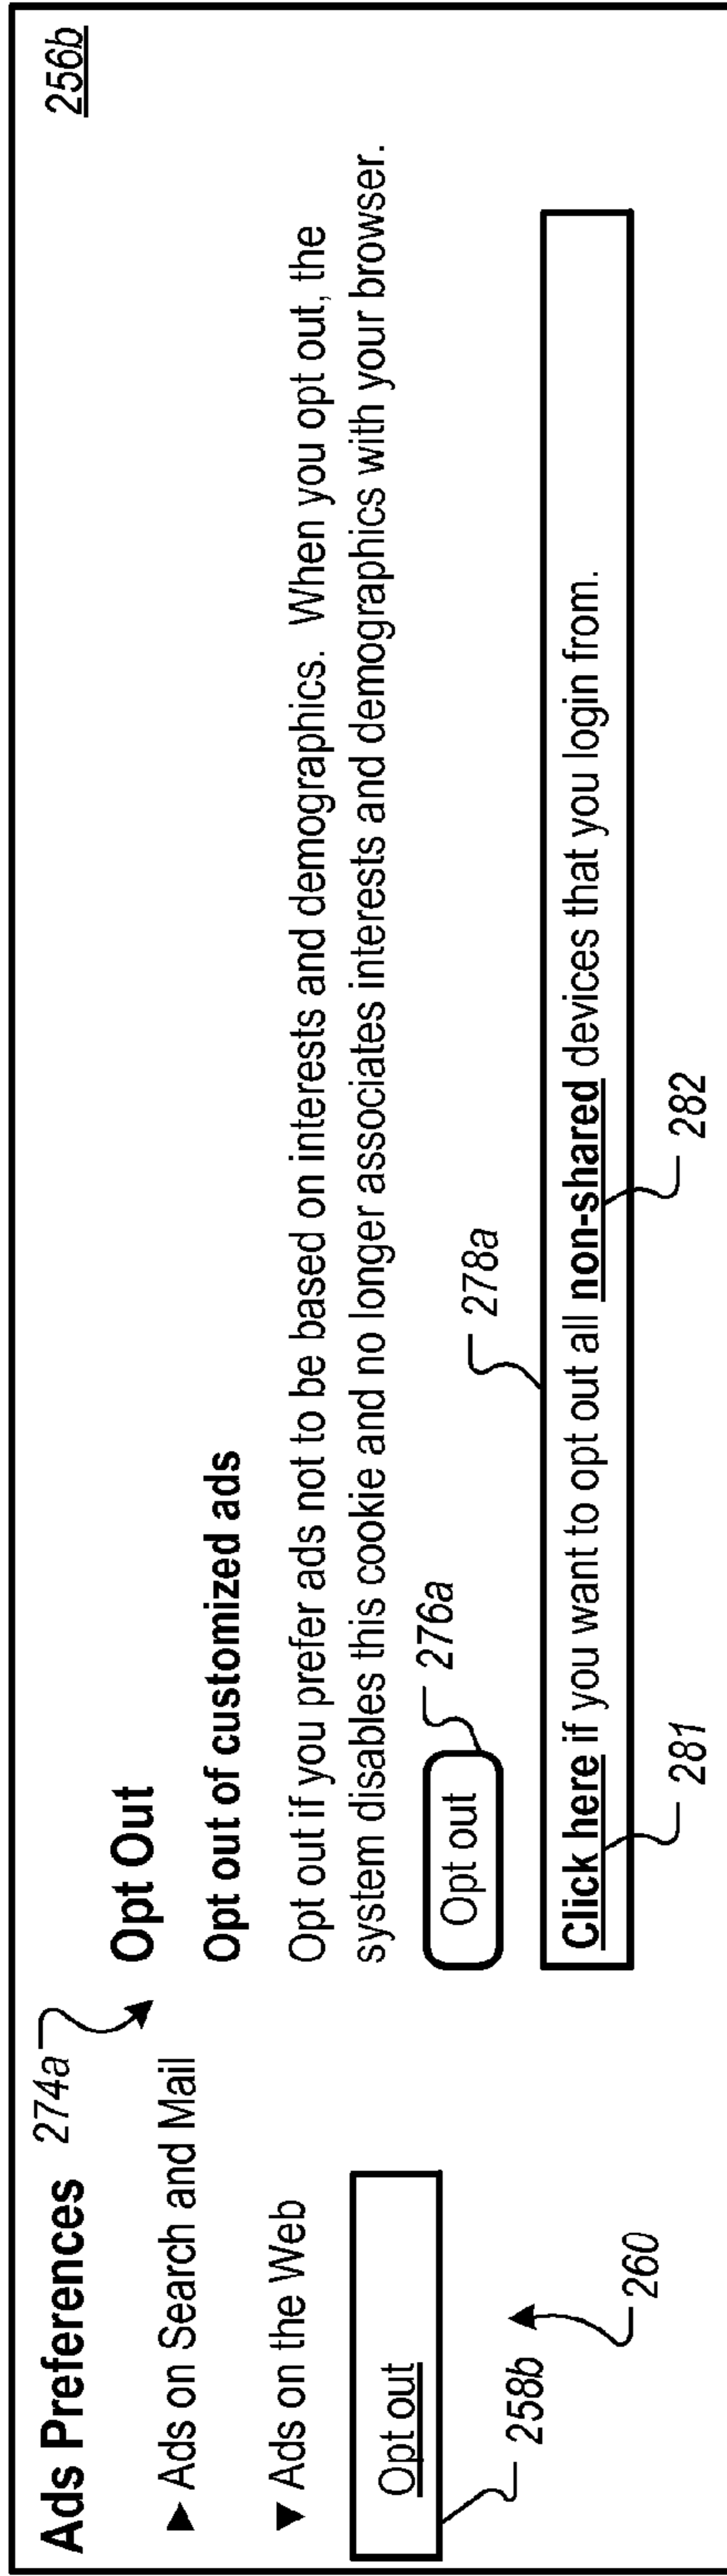 256b
Ads Preferences
274a
► Ads on Search and Mail
▼ Ads on the Web
Opt out
258b
260
Opt Out
Opt out of customized ads
Opt out if you prefer ads not to be based on interests and demographics. When you opt out, the
system disables this cookie and no longer associates interests and demographics with your browser.
Opt out
276a
278a
Click here if you want to opt out all non-shared devices that you login from.
281
282